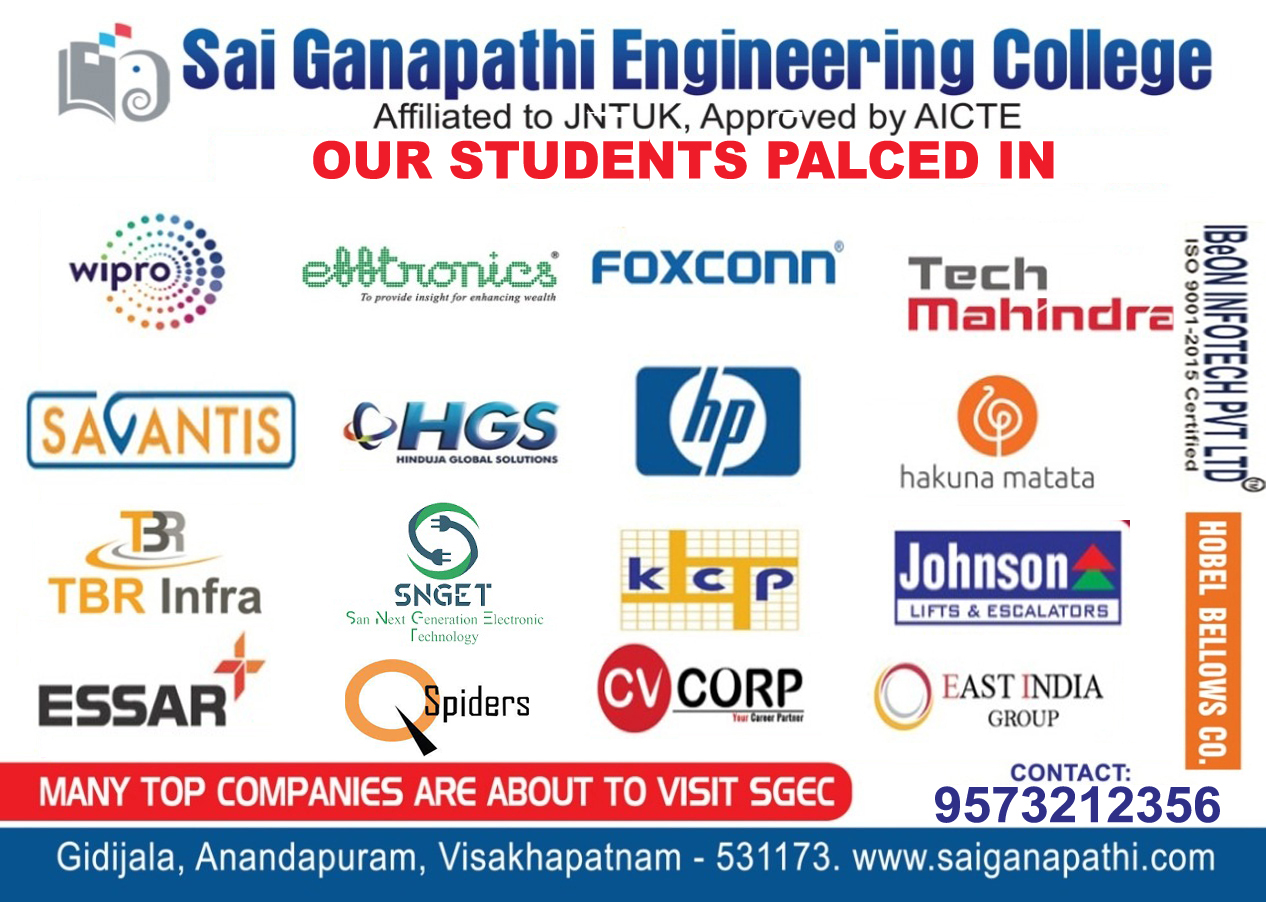 Sai Ganapathi Engineering College
Affiliated to JNTUK, Approved by AICTE
OUR STUDENTS PALCED IN
wipro
efftronics®
To provide insight for enhancing wealth
FOXCONN®
Tech
Mahindra
IBeON INFOTECH PVT LTD
TM
ISO 9001-2015 Certified
SAVANTIS
HGS
HINDUJA GLOBAL SOLUTIONS
hp
hakuna matata
TBR
TBR Infra
SNGET
San Next Generation Electronic
Technology
kcp
Johnson
LIFTS & ESCALATORS
HOBEL BELLOWS CO.
ESSAR
QSpiders
CV CORP
Your Career Partner
EAST INDIA
GROUP
MANY TOP COMPANIES ARE ABOUT TO VISIT SGEC
CONTACT:
9573212356
Gidijala, Anandapuram, Visakhapatnam - 531173. www.saiganapathi.com